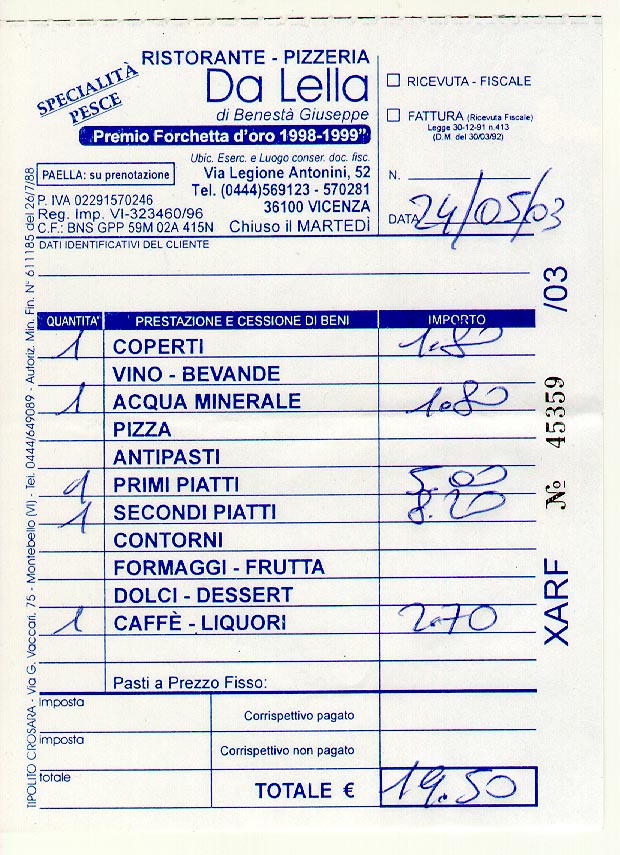 SPECIALITÀ
PESCE
RISTORANTE - PIZZERIA
Da Lella
di Benestà Giuseppe
"Premio Forchetta d'oro 1998-1999"
Ubic. Eserc. e Luogo conser. doc. fisc.
PAELLA: su prenotazione
Via Legione Antonini, 52
Tel. (0444)569123 - 570281
36100 VICENZA
P. IVA 02291570246
Reg. Imp. VI-323460/96
C.F.: BNS GPP 59M 02A 415N
Chiuso il MARTEDÌ
RICEVUTA - FISCALE
FATTURA (Ricevuta Fiscale)
Legge 30-12-91 n.413
(D.M. del 30/03/92)
N.
DATA 24/05/03
DATI IDENTIFICATIVI DEL CLIENTE
QUANTITA' PRESTAZIONE E CESSIONE DI BENI IMPORTO
1 COPERTI 1.80
VINO - BEVANDE
1 ACQUA MINERALE 1.80
PIZZA
ANTIPASTI
1 PRIMI PIATTI 5.00
1 SECONDI PIATTI 8.20
CONTORNI
FORMAGGI - FRUTTA
DOLCI - DESSERT
1 CAFFÈ - LIQUORI 2.70
Pasti a Prezzo Fisso:
imposta
Corrispettivo pagato
imposta
Corrispettivo non pagato
totale
TOTALE € 19.50
XARF № 45359 /03
TIPOLITO CROSARA - Via G. Vaccari, 75 - Montebello (VI) - Tel. 0444/649089 - Autoriz. Min. Fin. N° 611185 del 26/7/88